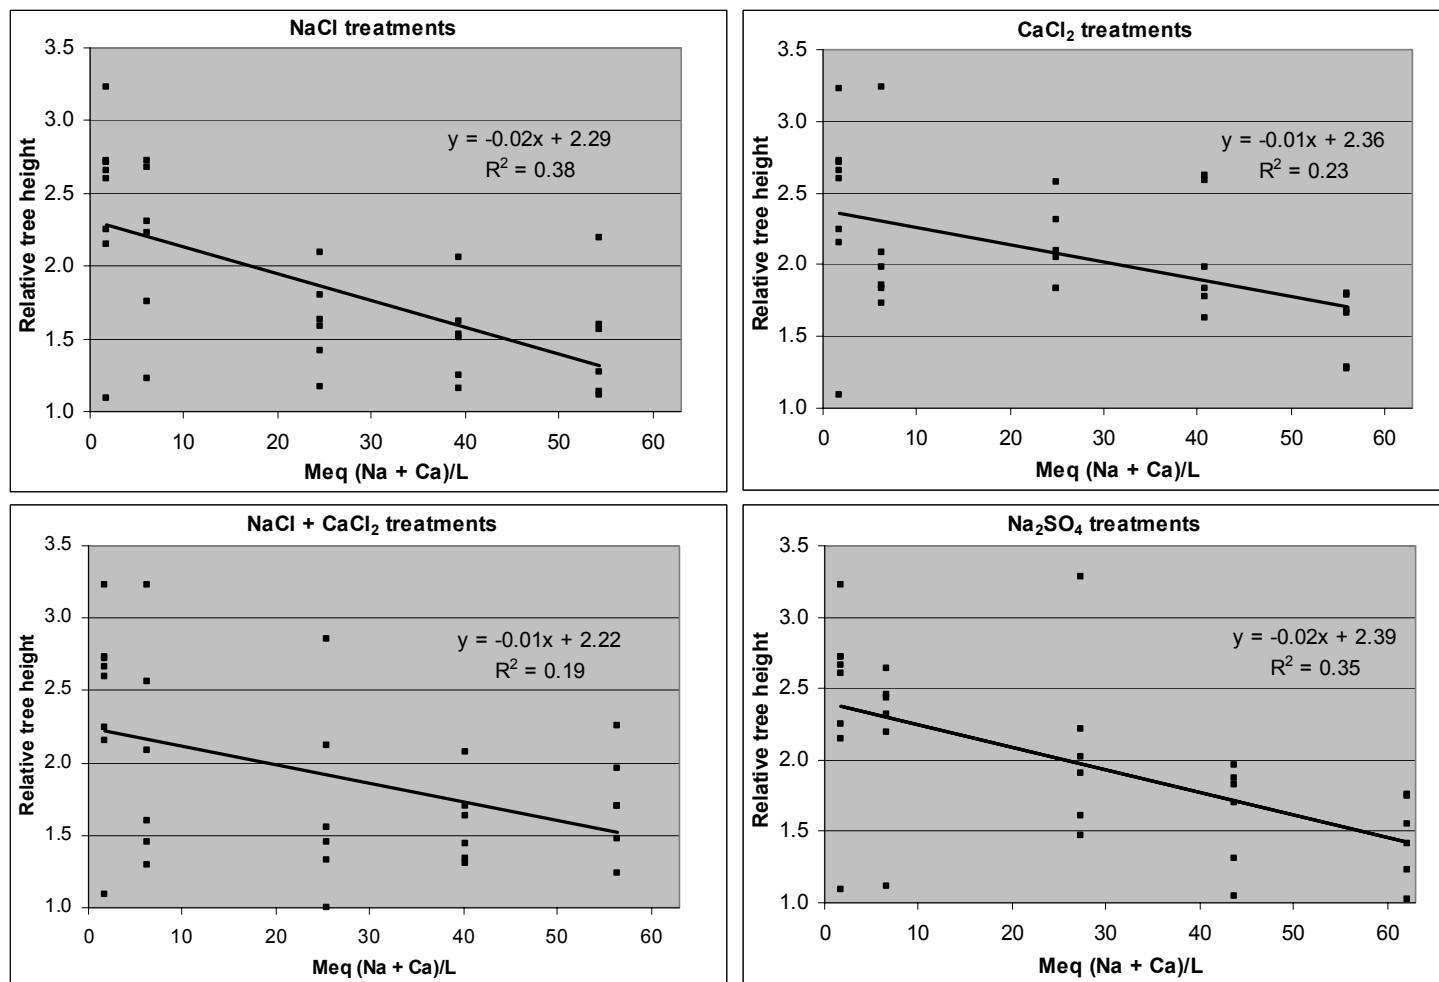 NaCl treatments
3.5
3.0
2.5
2.0
1.5
1.0
Relative tree height
y = -0.02x + 2.29
R² = 0.38
0 10 20 30 40 50 60
Meq (Na + Ca)/L
CaCl₂ treatments
3.5
3.0
2.5
2.0
1.5
1.0
Relative tree height
y = -0.01x + 2.36
R² = 0.23
0 10 20 30 40 50 60
Meq (Na + Ca)/L
NaCl + CaCl₂ treatments
3.5
3.0
2.5
2.0
1.5
1.0
Relative tree height
y = -0.01x + 2.22
R² = 0.19
0 10 20 30 40 50 60
Meq (Na + Ca)/L
Na₂SO₄ treatments
3.5
3.0
2.5
2.0
1.5
1.0
Relative tree height
y = -0.02x + 2.39
R² = 0.35
0 10 20 30 40 50 60
Meq (Na + Ca)/L